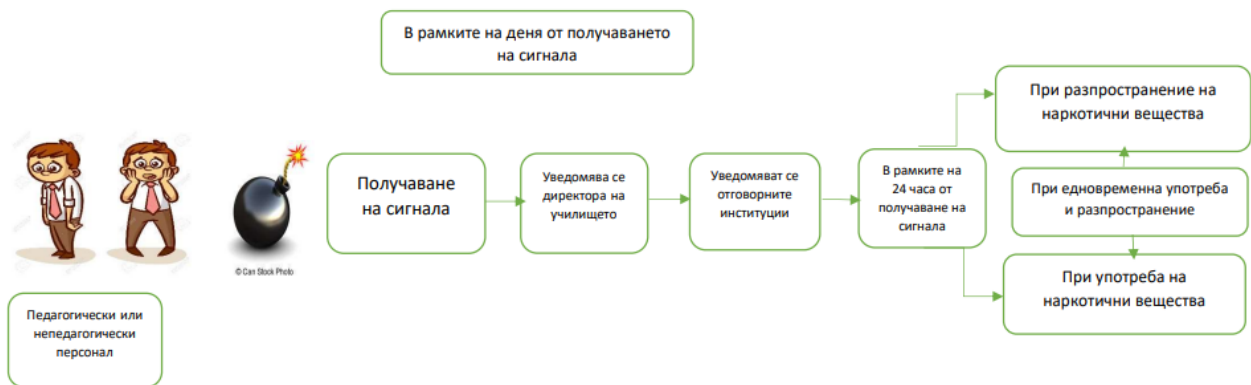 В рамките на деня от получаването
на сигнала
При разпространение на
наркотични вещества
Получаване
на сигнала
Уведомява се
директора на
училището
Уведомяват се
отговорните
институции
В рамките на
24 часа от
получаване на
сигнала
При едновременна употреба
и разпространение
При употреба на
наркотични вещества
© Can Stock Photo
Педагогически или
непедагогически
персонал